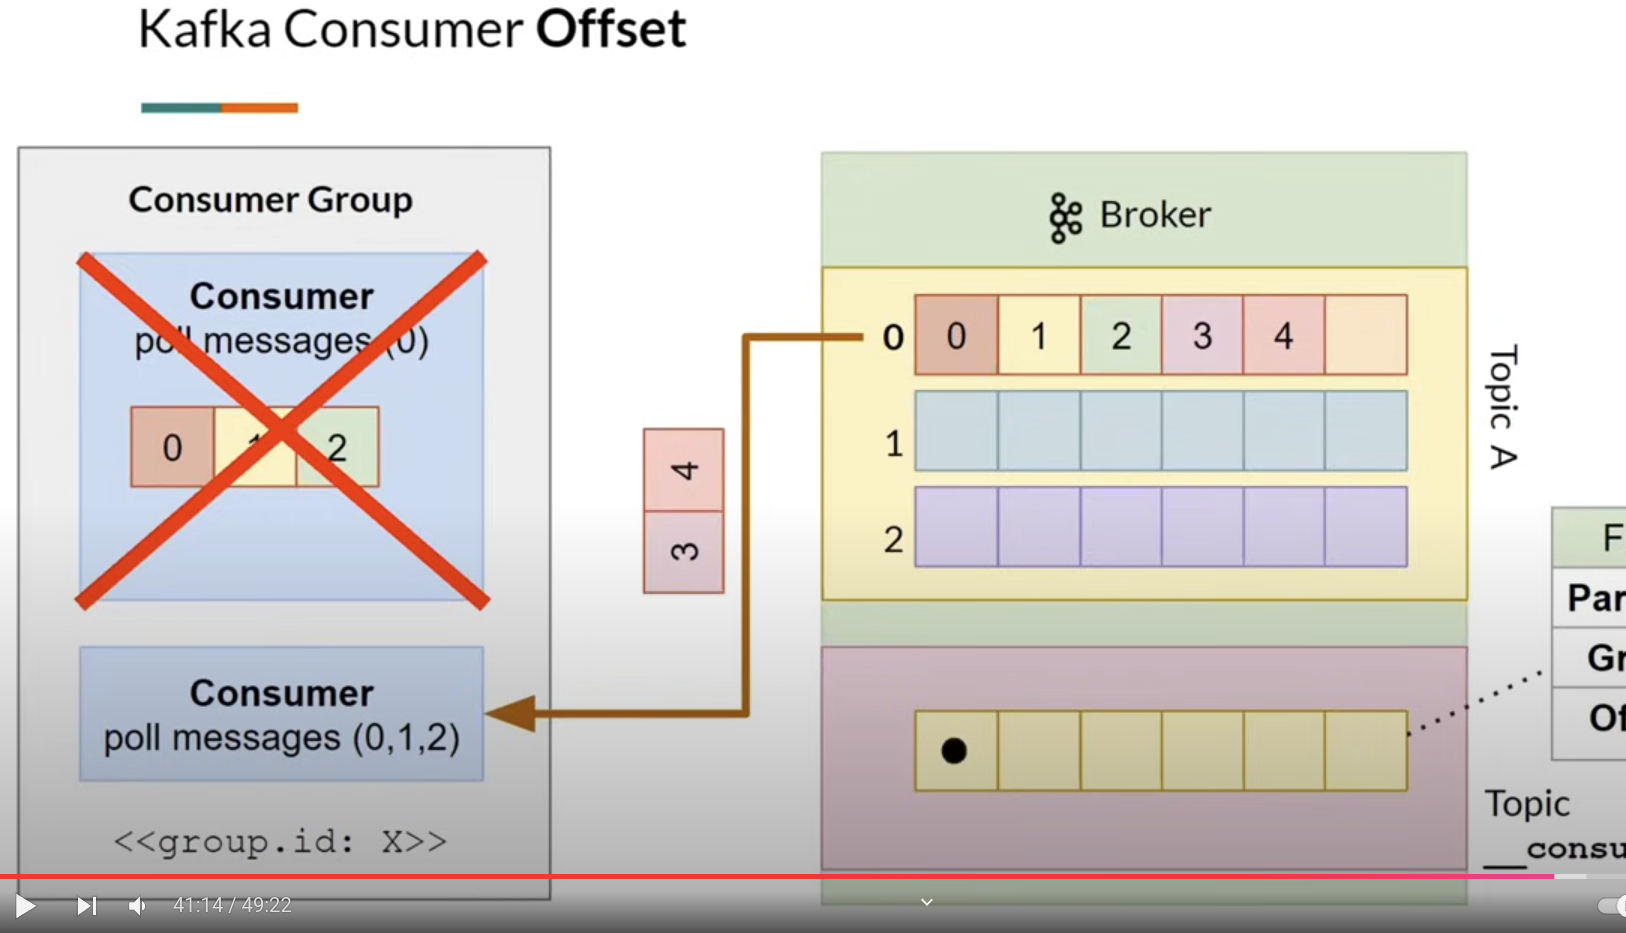 Kafka Consumer Offset
Consumer Group
Consumer
poll messages (0)
0 1 2
Consumer
poll messages (0,1,2)
<<group.id: X>>
4
3
Broker
0 0 1 2 3 4
1
2
Topic A
F
Par
Gr
Of
Topic
__consu
41:14 / 49:22